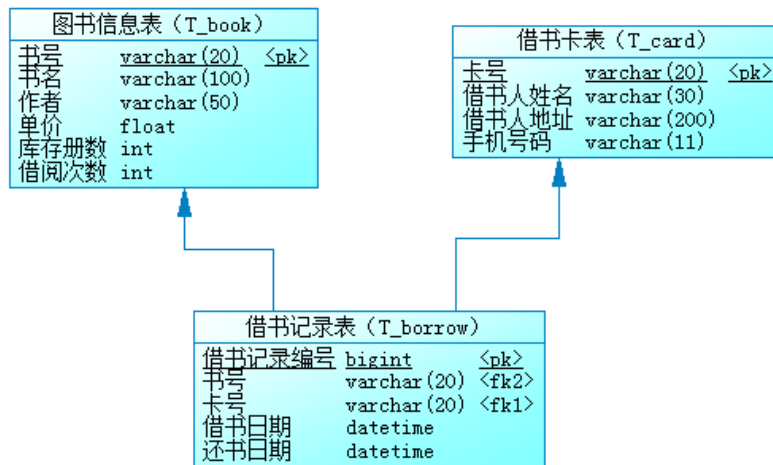 图书信息表（T_book）
书号 varchar(20) <pk>
书名 varchar(100)
作者 varchar(50)
单价 float
库存册数 int
借阅次数 int
借书卡表（T_card）
卡号 varchar(20) <pk>
借书人姓名 varchar(30)
借书人地址 varchar(200)
手机号码 varchar(11)
借书记录表（T_borrow）
借书记录编号 bigint <pk>
书号 varchar(20) <fk2>
卡号 varchar(20) <fk1>
借书日期 datetime
还书日期 datetime